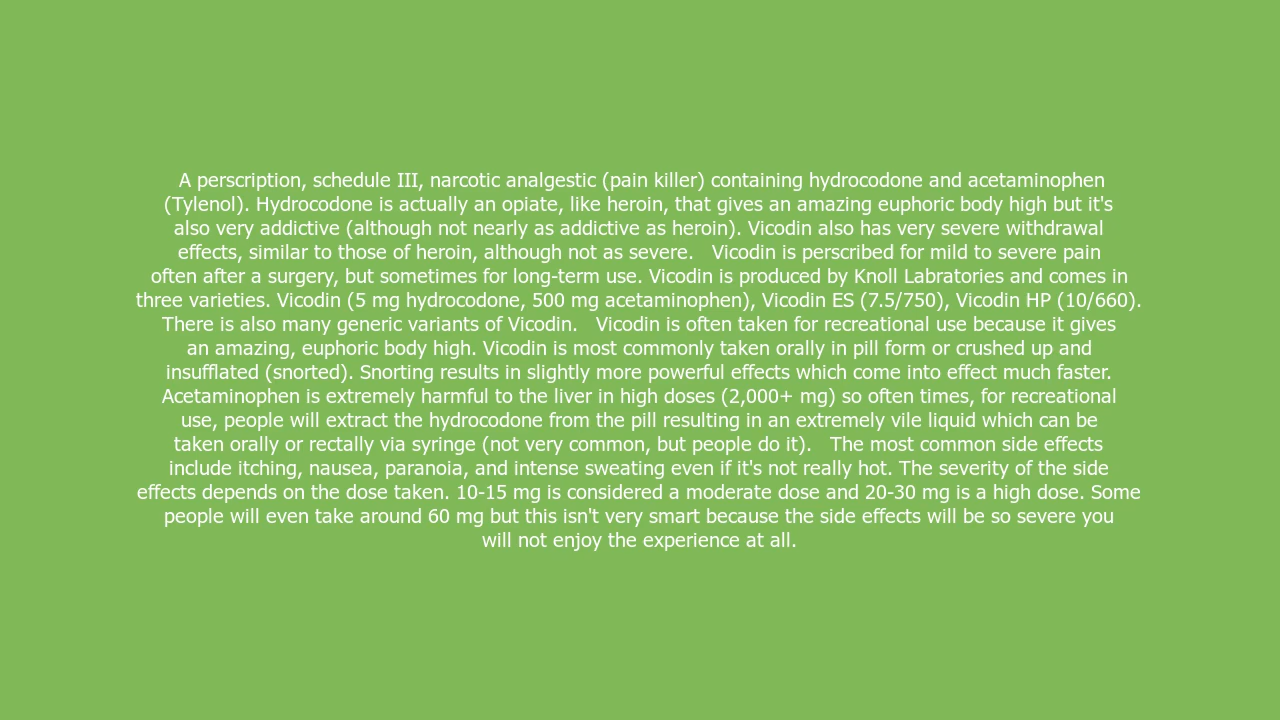 A perscription, schedule III, narcotic analgestic (pain killer) containing hydrocodone and acetaminophen
(Tylenol). Hydrocodone is actually an opiate, like heroin, that gives an amazing euphoric body high but it's
also very addictive (although not nearly as addictive as heroin). Vicodin also has very severe withdrawal
effects, similar to those of heroin, although not as severe.   Vicodin is perscribed for mild to severe pain
often after a surgery, but sometimes for long-term use. Vicodin is produced by Knoll Labratories and comes in
three varieties. Vicodin (5 mg hydrocodone, 500 mg acetaminophen), Vicodin ES (7.5/750), Vicodin HP (10/660).
There is also many generic variants of Vicodin.   Vicodin is often taken for recreational use because it gives
an amazing, euphoric body high. Vicodin is most commonly taken orally in pill form or crushed up and
insufflated (snorted). Snorting results in slightly more powerful effects which come into effect much faster.
Acetaminophen is extremely harmful to the liver in high doses (2,000+ mg) so often times, for recreational
use, people will extract the hydrocodone from the pill resulting in an extremely vile liquid which can be
taken orally or rectally via syringe (not very common, but people do it).   The most common side effects
include itching, nausea, paranoia, and intense sweating even if it's not really hot. The severity of the side
effects depends on the dose taken. 10-15 mg is considered a moderate dose and 20-30 mg is a high dose. Some
people will even take around 60 mg but this isn't very smart because the side effects will be so severe you
will not enjoy the experience at all.